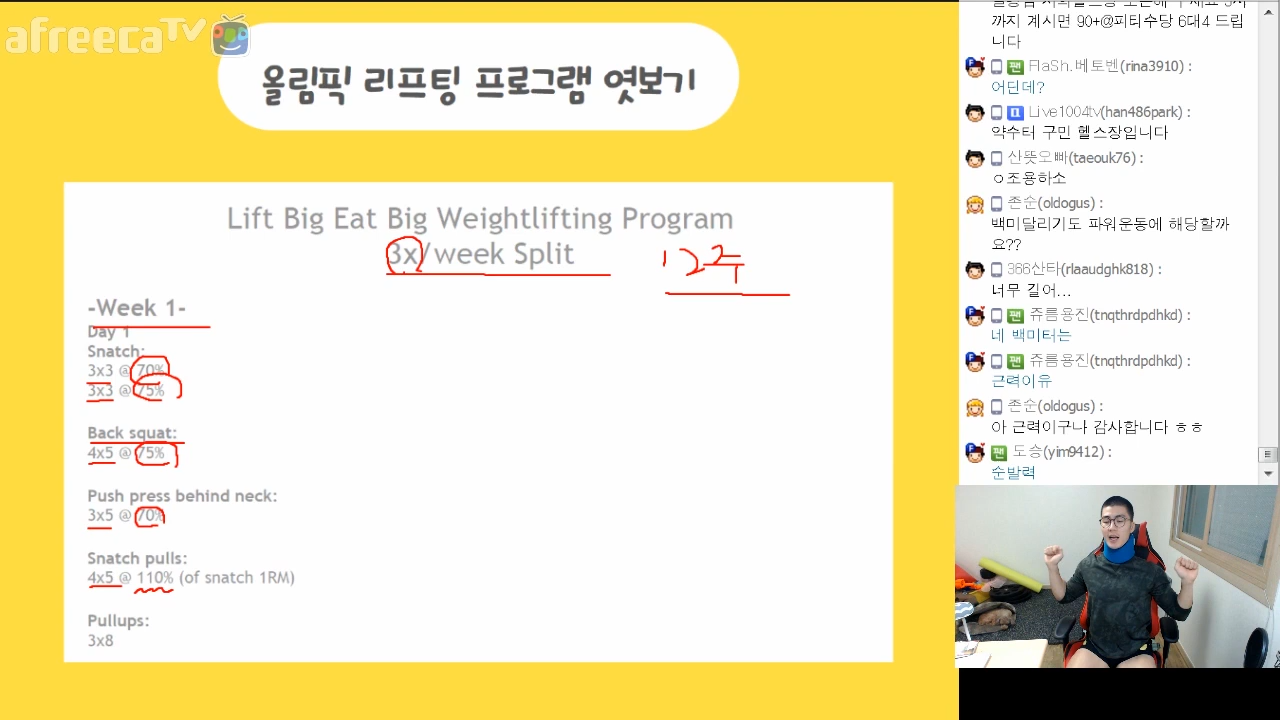 afreecaTV
올림픽 리프팅 프로그램 엿보기
Lift Big Eat Big Weightlifting Program
3x/week Split
12주
-Week 1-
Day 1
Snatch:
3x3 @ 70%
3x3 @ 75%
Back squat:
4x5 @ 75%
Push press behind neck:
3x5 @ 70%
Snatch pulls:
4x5 @ 110% (of snatch 1RM)
Pullups:
3x8
까지 계시면 90+@피티수당 6대4 드립
니다
팬 FlaSh.베토벤(rina3910) :
어딘데?
Live1004tv(han486park) :
약수터 구민 헬스장입니다
산뜻오빠(taeouk76) :
ㅇ조용하소
존순(oldogus) :
백미달리기도 파워운동에 해당할까
요??
366산타(rlaaudghk818) :
너무 길어...
팬 쥬름용진(tnqthrdpdhkd) :
네 백미터는
팬 쥬름용진(tnqthrdpdhkd) :
근력이유
존순(oldogus) :
아 근력이구나 감사합니다 ㅎㅎ
팬 도승(yim9412) :
순발력